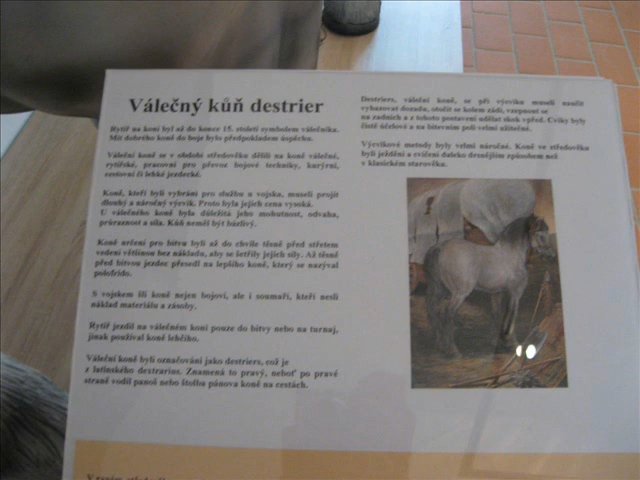 Válečný kůň destrier
Rytíř na koni byl až do konce 15. století symbolem válečníka.
Mít dobrého koně do boje bylo předpokladem úspěchu.
Váleční koně se v období středověku dělili na koně válečné,
rytířské, pracovní pro převoz bojové techniky, kurýrní,
cestovní či lehké jezdecké.
Koně, kteří byli vybráni pro službu u vojska, museli projít
dlouhý a náročný výcvik. Proto byla jejich cena vysoká.
U válečného koně byla důležitá jeho mohutnost, odvaha,
průraznost a síla. Kůň nesměl být bázlivý.
Koně určení pro bitvu byli až do chvíle těsně před střetem
vedeni většinou bez nákladu, aby se šetřily jejich síly. Až těsně
před bitvou jezdec přesedl na lepšího koně, který se nazýval
polofrido.
S vojskem šli koně nejen bojoví, ale i soumaři, kteří nesli
náklad materiálu a zásoby.
Rytíř jezdil na válečném koni pouze do bitvy nebo na turnaj,
jinak používal koně lehčího.
Váleční koně byli označováni jako destriers, což je
z latinského dextrarius. Znamená to pravý, neboť po pravé
straně vodil panoš nebo štolba pánova koně na cestách.
Destriers, váleční koně, se při výcviku museli naučit
vyhazovat dozadu, otočit se kolem zádi, vzepnout se
na zadních a z tohoto postavení udělat skok vpřed. Cviky byly
čistě účelové a na bitevním poli velmi užitečné.
Výcvikové metody byly velmi náročné. Koně ve středověku
byli ježděni a cvičeni daleko drsnějším způsobem než
v klasickém starověku.